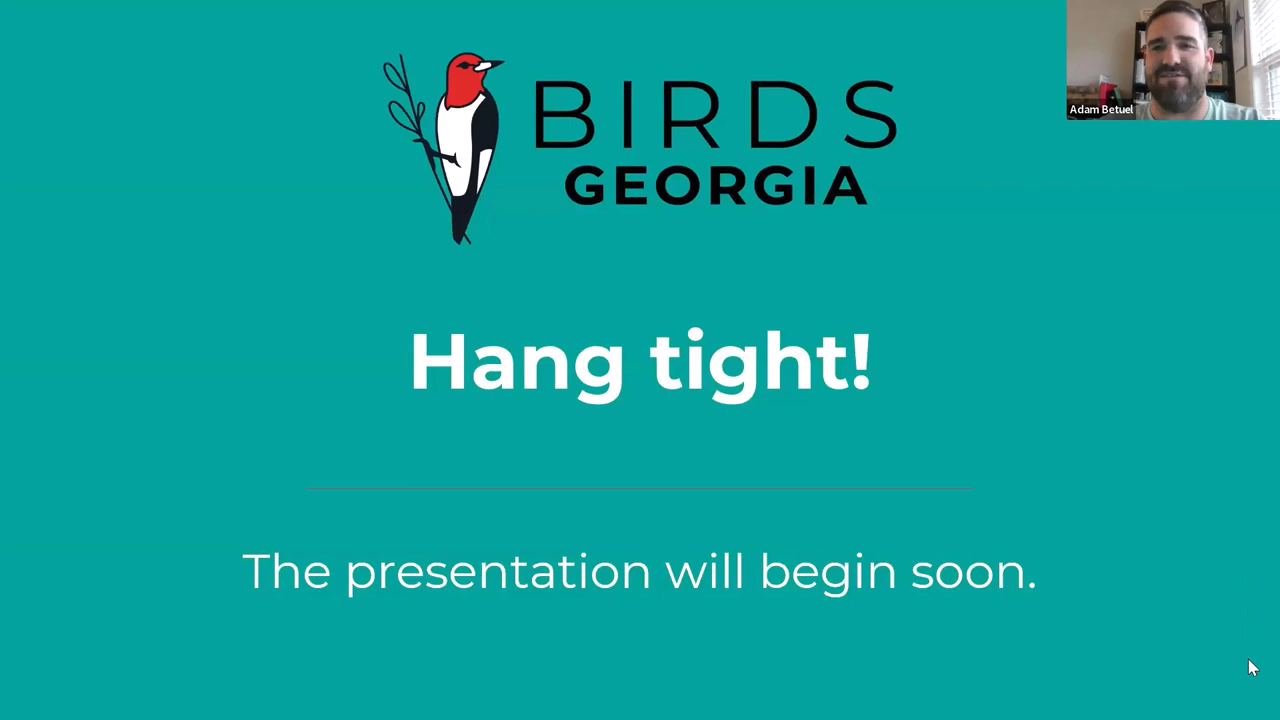 BIRDS
GEORGIA
Adam Betuel
Hang tight!
The presentation will begin soon.